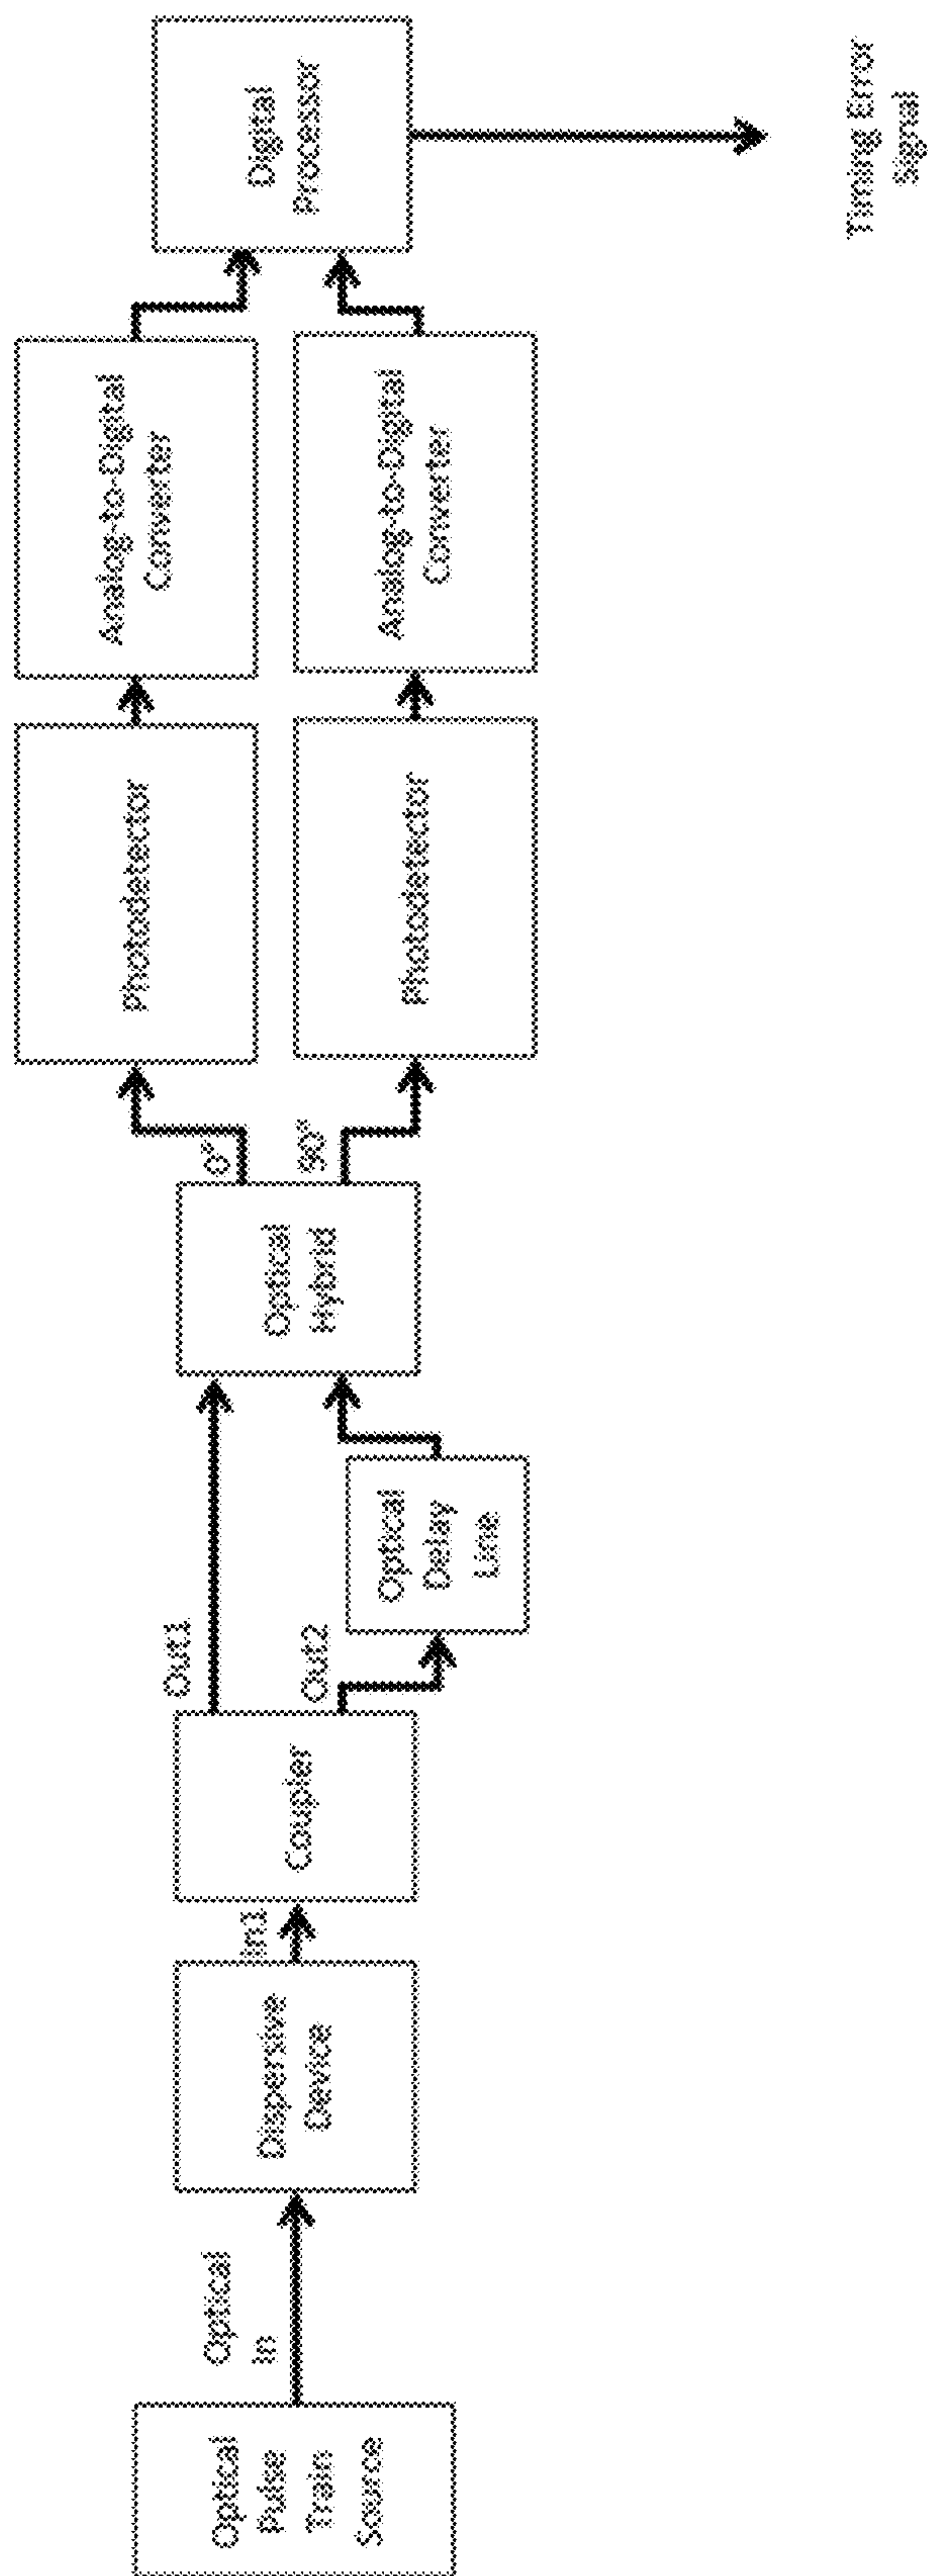 Optical
Pulse
Train
Source
Optical
In
Dispersive
Device
In1
Coupler
Out1
Out2
Optical
Delay
Line
Optical
Hybrid
0°
90°
Photodetector
Photodetector
Analog-to-Digital
Converter
Analog-to-Digital
Converter
Digital
Processor
Timing Error
Signal